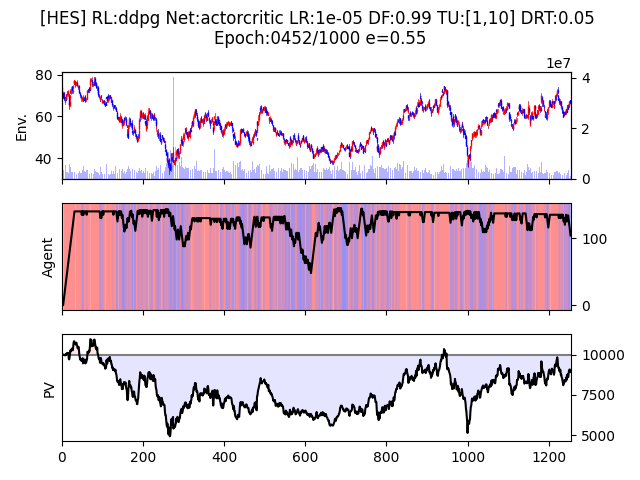 [HES] RL:ddpg Net:actorcritic LR:1e-05 DF:0.99 TU:[1,10] DRT:0.05
Epoch:0452/1000 e=0.55
1e7
80
60
40
Env.
4
2
0
Agent
100
0
PV
10000
7500
5000
0 200 400 600 800 1000 1200